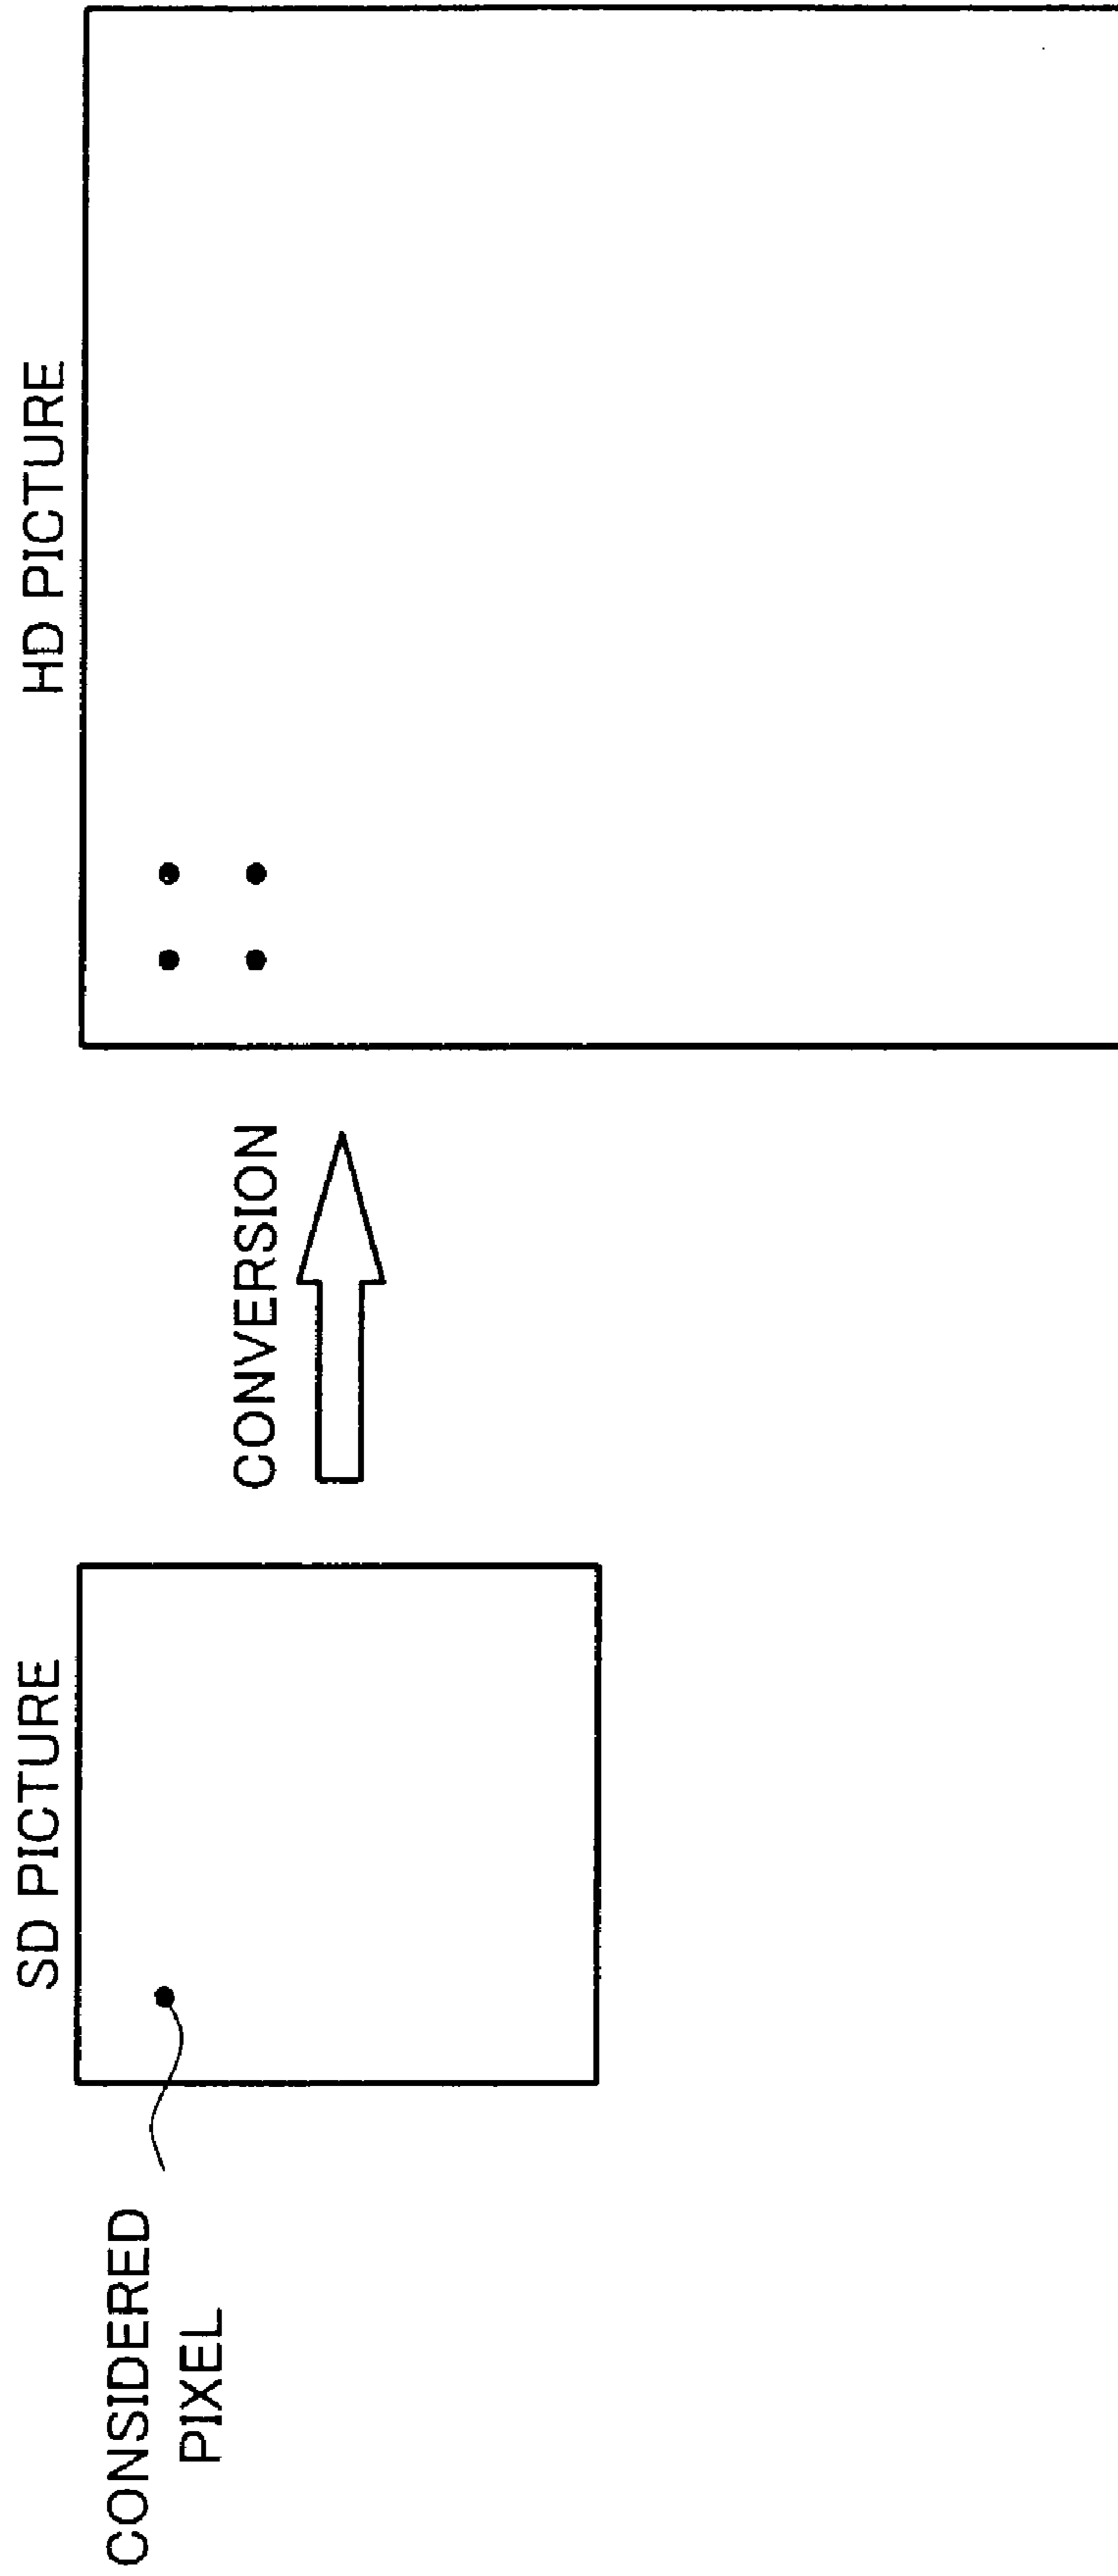 CONSIDERED
PIXEL
SD PICTURE
CONVERSION
HD PICTURE